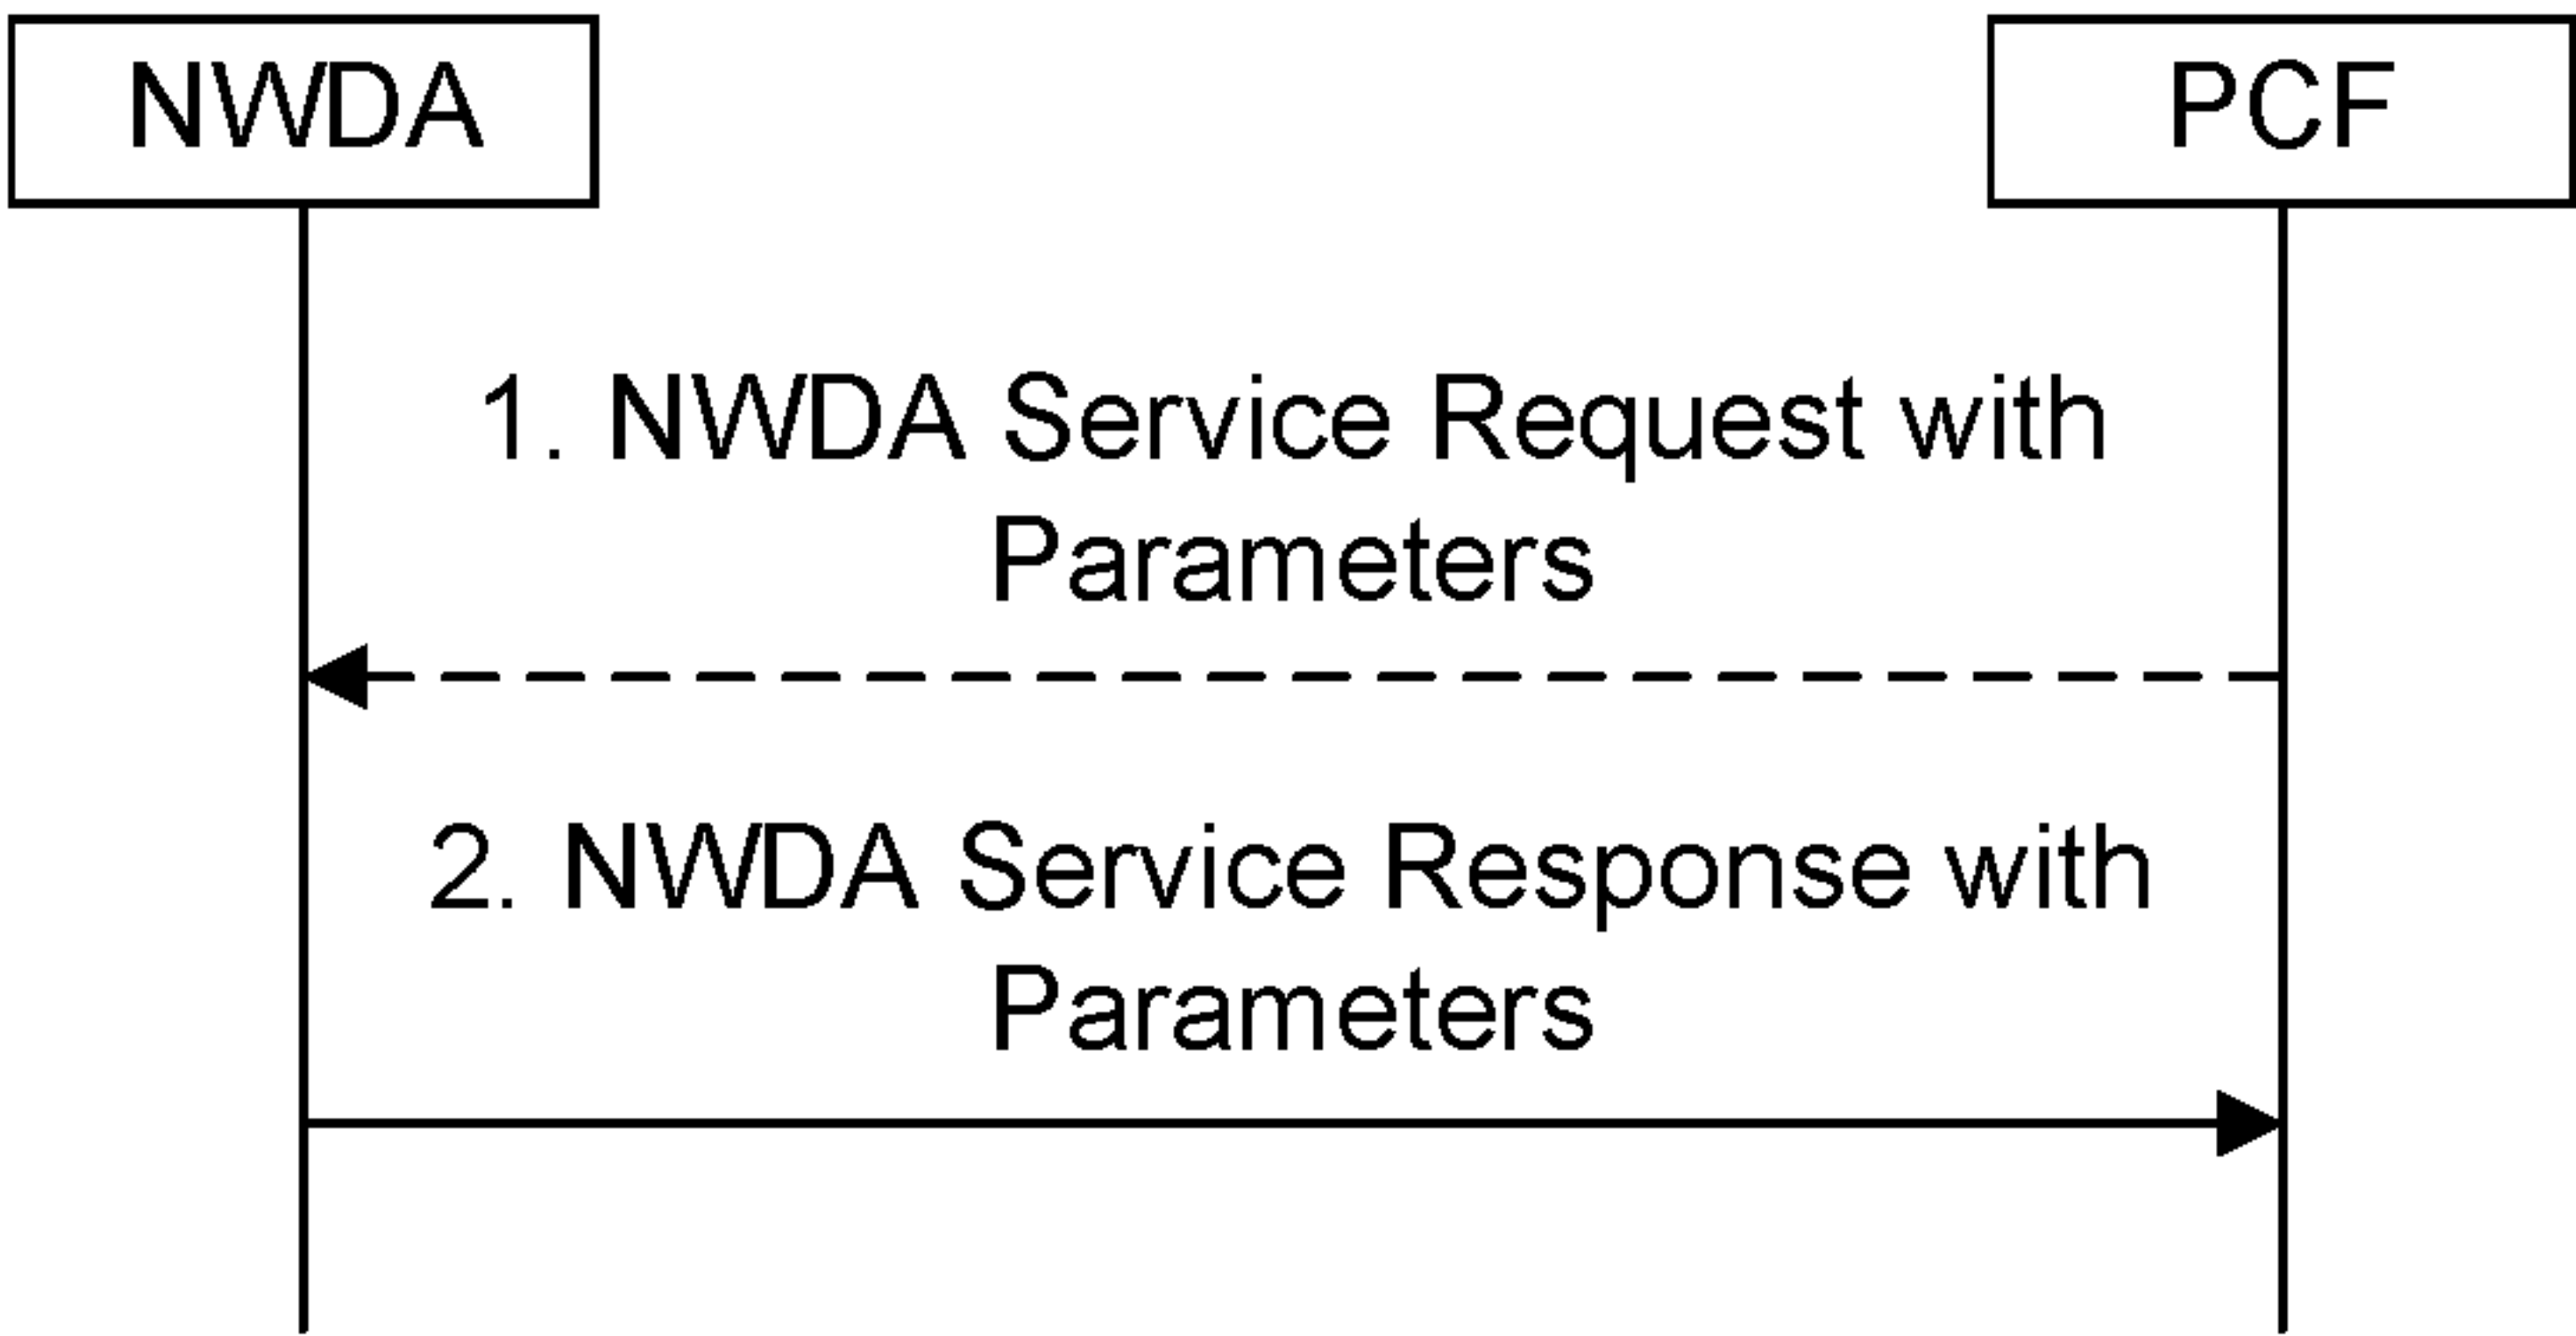 NWDA
PCF
1. NWDA Service Request with
Parameters
2. NWDA Service Response with
Parameters